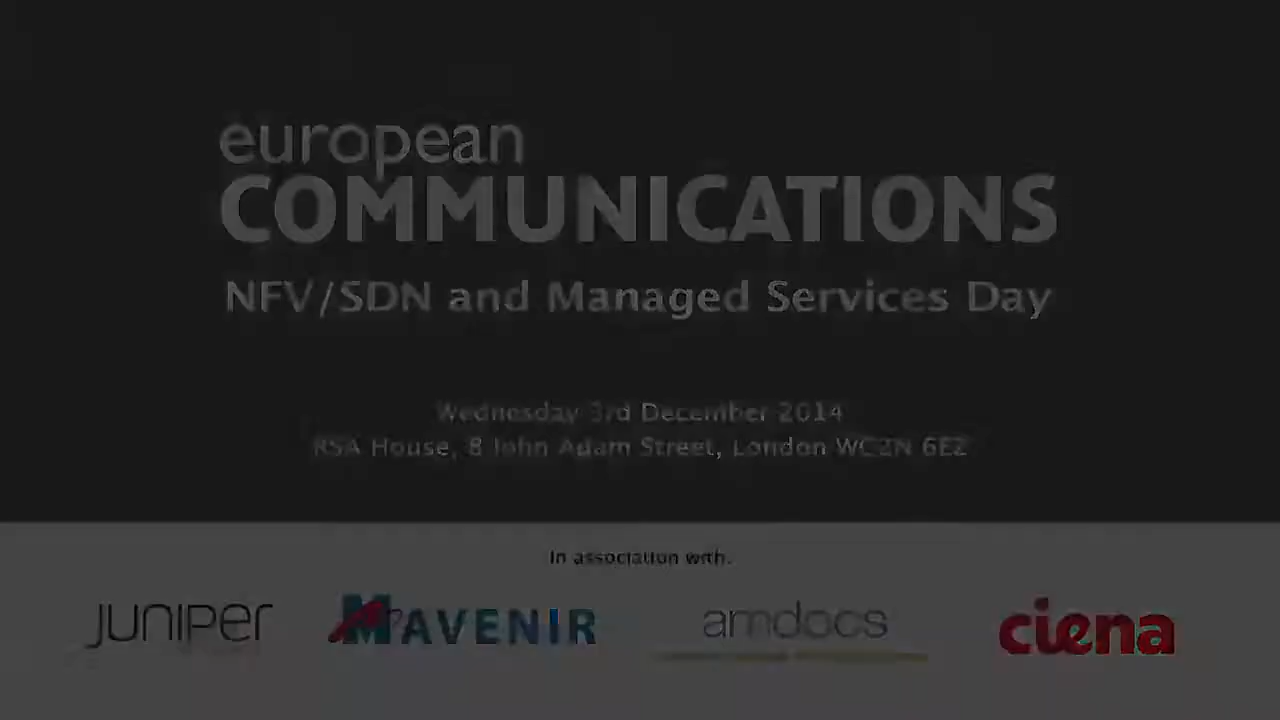 european
COMMUNICATIONS
NFV/SDN and Managed Services Day
Wednesday 3rd December 2014
RSA House, 8 John Adam Street, London WC2N 6EZ
In association with:
JUNIPer
MAVENIR
amdocs
ciena